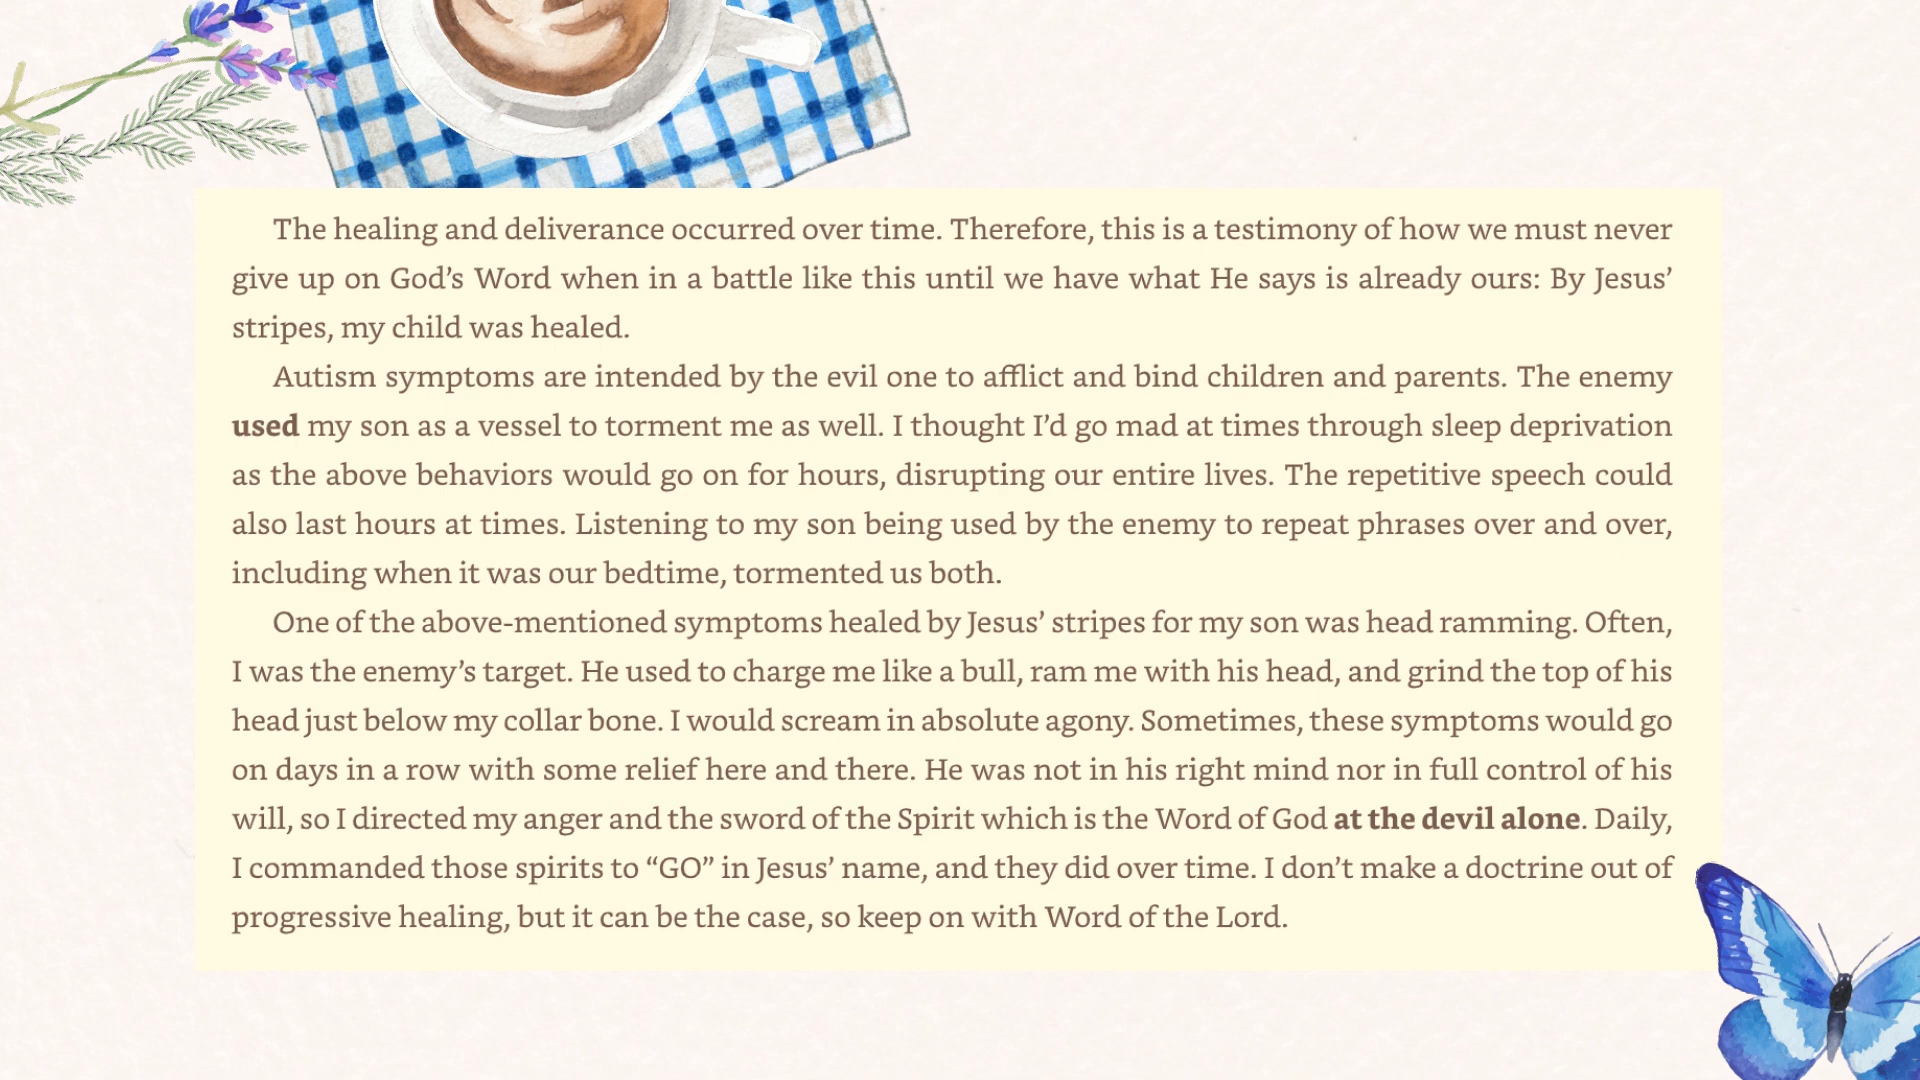 The healing and deliverance occurred over time. Therefore, this is a testimony of how we must never
give up on God’s Word when in a battle like this until we have what He says is already ours: By Jesus’
stripes, my child was healed.
Autism symptoms are intended by the evil one to afflict and bind children and parents. The enemy
used my son as a vessel to torment me as well. I thought I’d go mad at times through sleep deprivation
as the above behaviors would go on for hours, disrupting our entire lives. The repetitive speech could
also last hours at times. Listening to my son being used by the enemy to repeat phrases over and over,
including when it was our bedtime, tormented us both.
One of the above-mentioned symptoms healed by Jesus’ stripes for my son was head ramming. Often,
I was the enemy’s target. He used to charge me like a bull, ram me with his head, and grind the top of his
head just below my collar bone. I would scream in absolute agony. Sometimes, these symptoms would go
on days in a row with some relief here and there. He was not in his right mind nor in full control of his
will, so I directed my anger and the sword of the Spirit which is the Word of God at the devil alone. Daily,
I commanded those spirits to “GO” in Jesus’ name, and they did over time. I don’t make a doctrine out of
progressive healing, but it can be the case, so keep on with Word of the Lord.